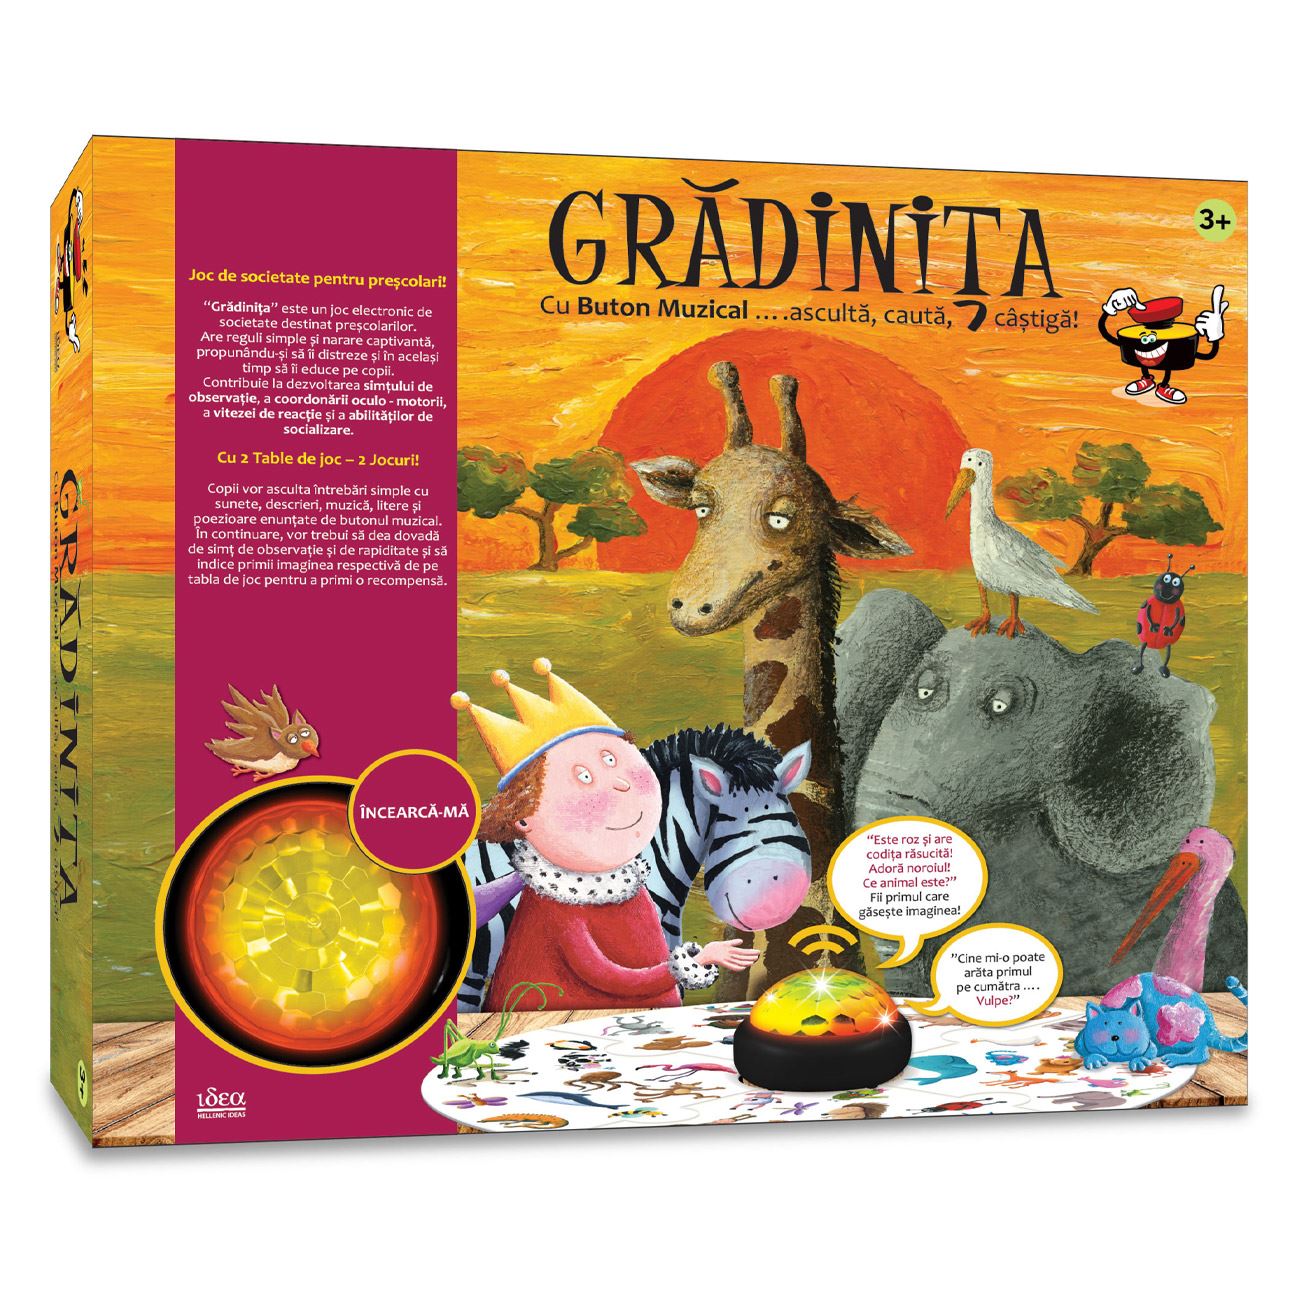 GRĂDINIȚA
Cu Buton Muzical ....ascultă, caută, câștigă!
3+
Joc de societate pentru preșcolari!
“Grădinița” este un joc electronic de
societate destinat preșcolarilor.
Are reguli simple și narare captivantă,
propunându-și să îi distreze și în același
timp să îi educe pe copii.
Contribuie la dezvoltarea simțului de
observație, a coordonării oculo - motorii,
a vitezei de reacție și a abilităților de
socializare.
Cu 2 Table de joc – 2 Jocuri!
Copii vor asculta întrebări simple cu
sunete, descrieri, muzică, litere și
poezioare enunțate de butonul muzical.
În continuare, vor trebui să dea dovadă
de simț de observație și de rapiditate și să
indice primii imaginea respectivă de pe
tabla de joc pentru a primi o recompensă.
ÎNCEARCĂ-MĂ
“Este roz și are
codița răsucită!
Adoră noroiul!
Ce animal este?”
Fii primul care
găsește imaginea!
”Cine mi-o poate
arăta primul
pe cumătra ....
Vulpe?”
ιδεα
HELLENIC IDEAS
GRĂDINIȚA
3+